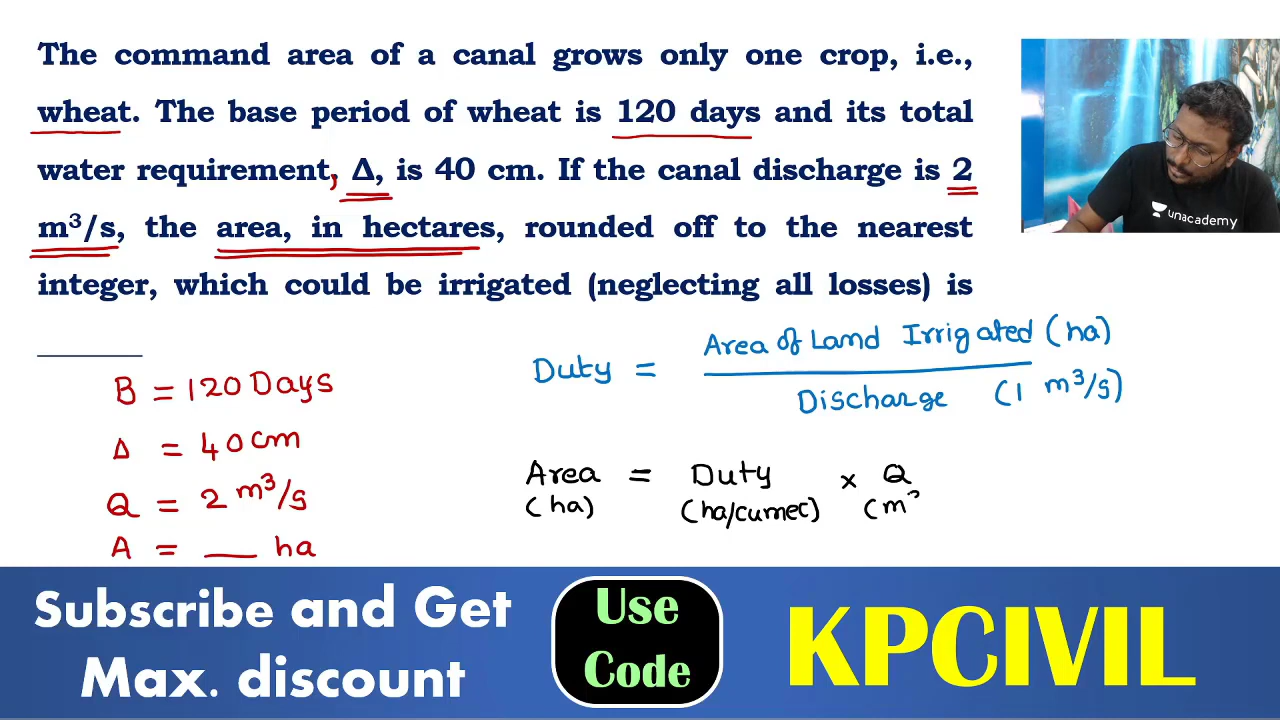 The command area of a canal grows only one crop, i.e.,
wheat. The base period of wheat is 120 days and its total
water requirement, Δ, is 40 cm. If the canal discharge is 2
m³/s, the area, in hectares, rounded off to the nearest
integer, which could be irrigated (neglecting all losses) is
________
unacademy
Duty = Area of Land Irrigated (ha)
Discharge (1 m³/s)
B = 120 Days
Δ = 40 cm
Q = 2 m³/s
A = __ ha
Area = Duty × Q
(ha) (ha/cumec) (m³
Subscribe and Get
Max. discount
Use
Code
KPCIVIL